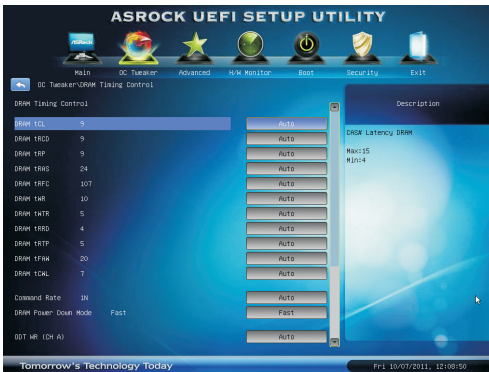 ASROCK UEFI SETUP UTILITY
ASRock
Main OC Tweaker Advanced H/W Monitor Boot Security Exit
OC Tweaker\DRAM Timing Control
DRAM Timing Control
Description
DRAM tCL 9 Auto
CAS# Latency DRAM
DRAM tRCD 9 Auto
Max:15
DRAM tRP 9 Auto
Min:4
DRAM tRAS 24 Auto
DRAM tRFC 107 Auto
DRAM tWR 10 Auto
DRAM tWTR 5 Auto
DRAM tRRD 4 Auto
DRAM tRTP 5 Auto
DRAM tFAW 20 Auto
DRAM tCWL 7 Auto
Command Rate 1N Auto
DRAM Power Down Mode Fast Fast
ODT WR (CH A) Auto
Tomorrow's Technology Today
Fri 10/07/2011, 12:08:50